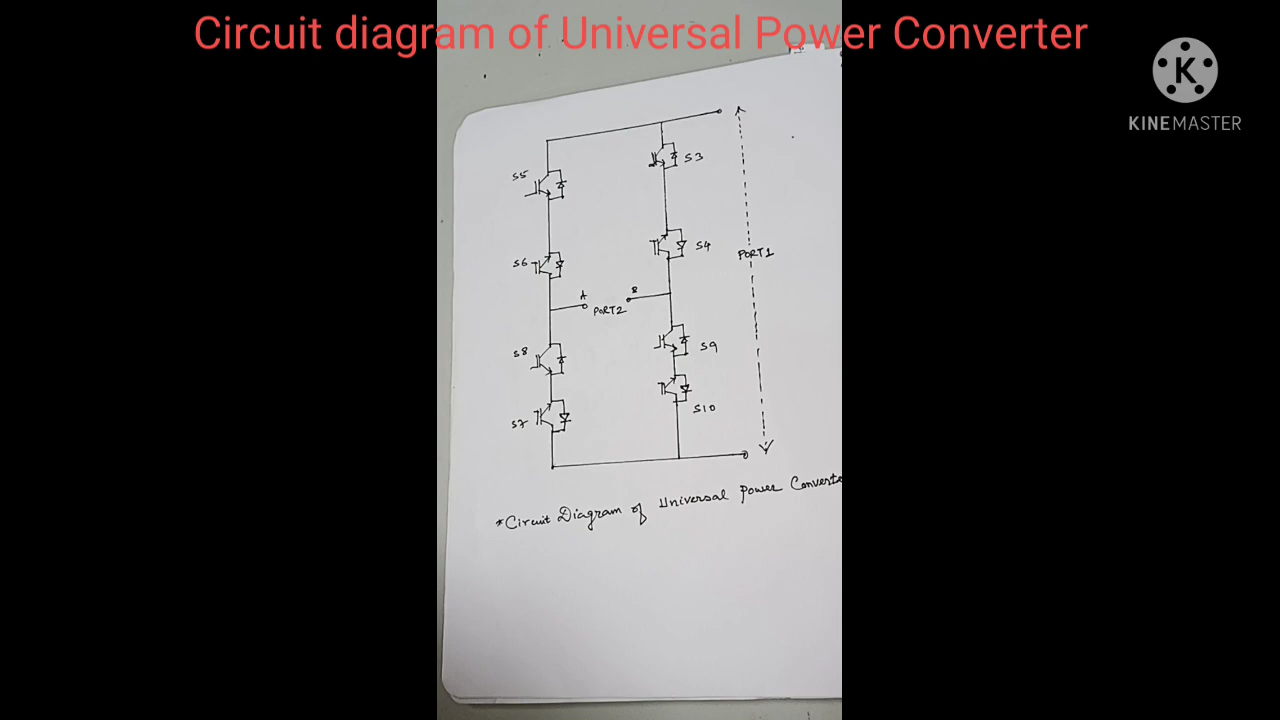 Circuit diagram of Universal Power Converter
KINEMASTER
S5
S3
S6
S4
PORT1
A
B
PORT2
S8
S9
S7
S10
*Circuit Diagram of Universal Power Converte